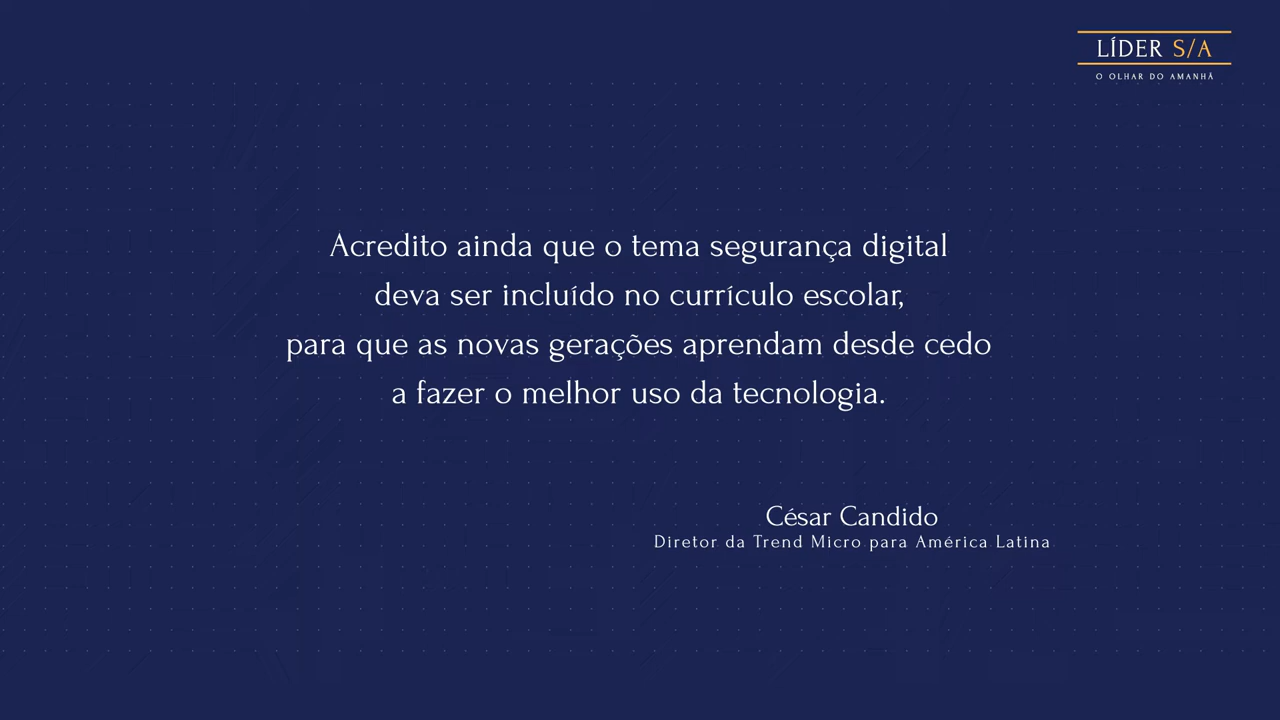 LÍDER S/A
O OLHAR DO AMANHÃ
Acredito ainda que o tema segurança digital
deva ser incluído no currículo escolar,
para que as novas gerações aprendam desde cedo
a fazer o melhor uso da tecnologia.
César Candido
Diretor da Trend Micro para América Latina